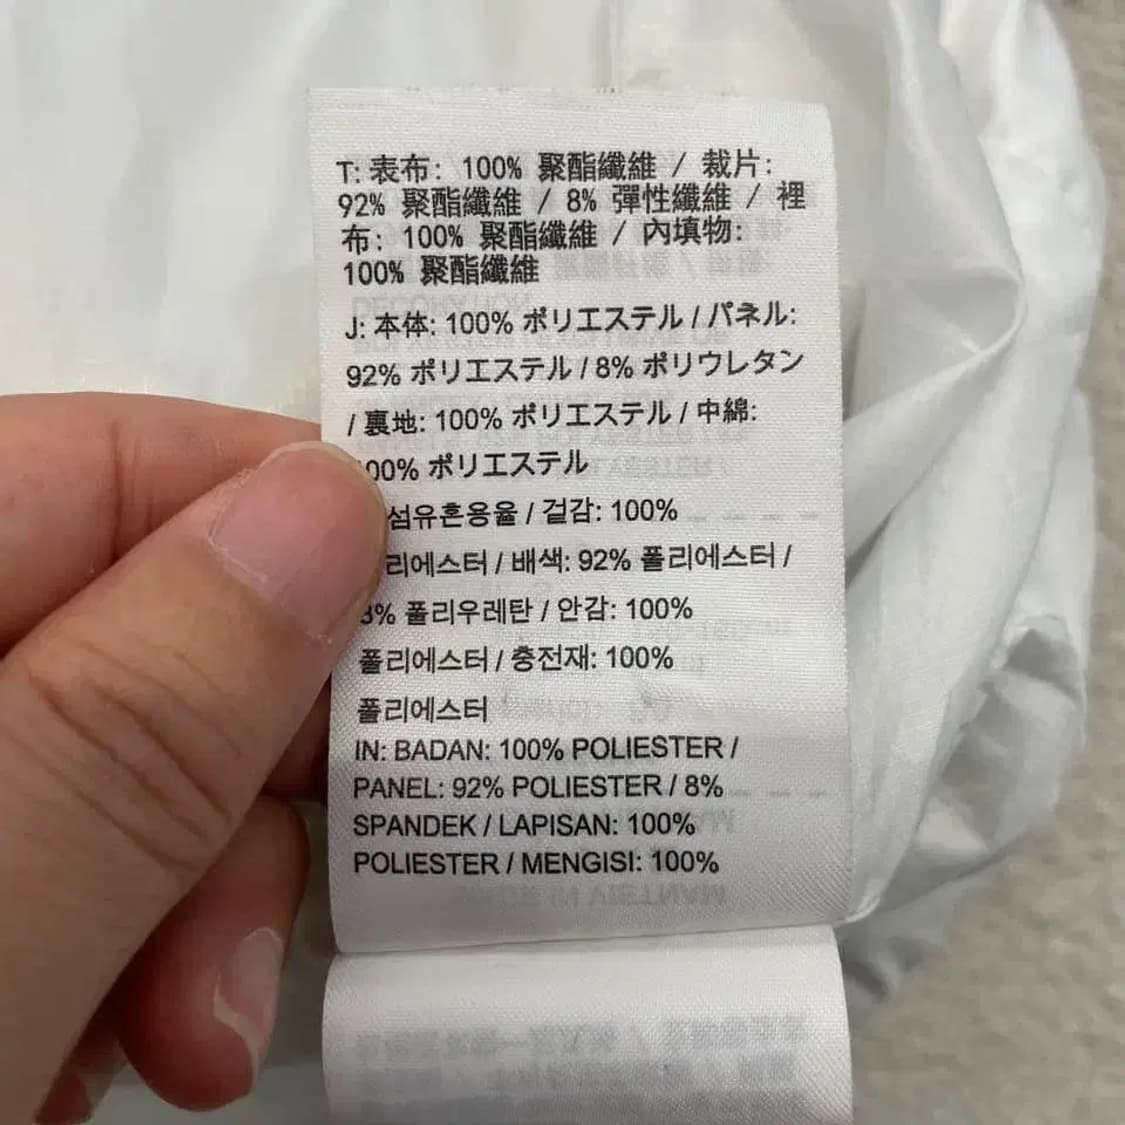 T: 表布: 100% 聚酯纖維 / 裁片:
92% 聚酯纖維 / 8% 彈性纖維 / 裡
布: 100% 聚酯纖維 / 內填物:
100% 聚酯纖維
J: 本体: 100% ポリエステル / パネル:
92% ポリエステル / 8% ポリウレタン
/ 裏地: 100% ポリエステル / 中綿:
00% ポリエステル
섬유혼용율 / 겉감: 100%
리에스터 / 배색: 92% 폴리에스터 /
8% 폴리우레탄 / 안감: 100%
폴리에스터 / 충전재: 100%
폴리에스터
IN: BADAN: 100% POLIESTER /
PANEL: 92% POLIESTER / 8%
SPANDEK / LAPISAN: 100%
POLIESTER / MENGISI: 100%